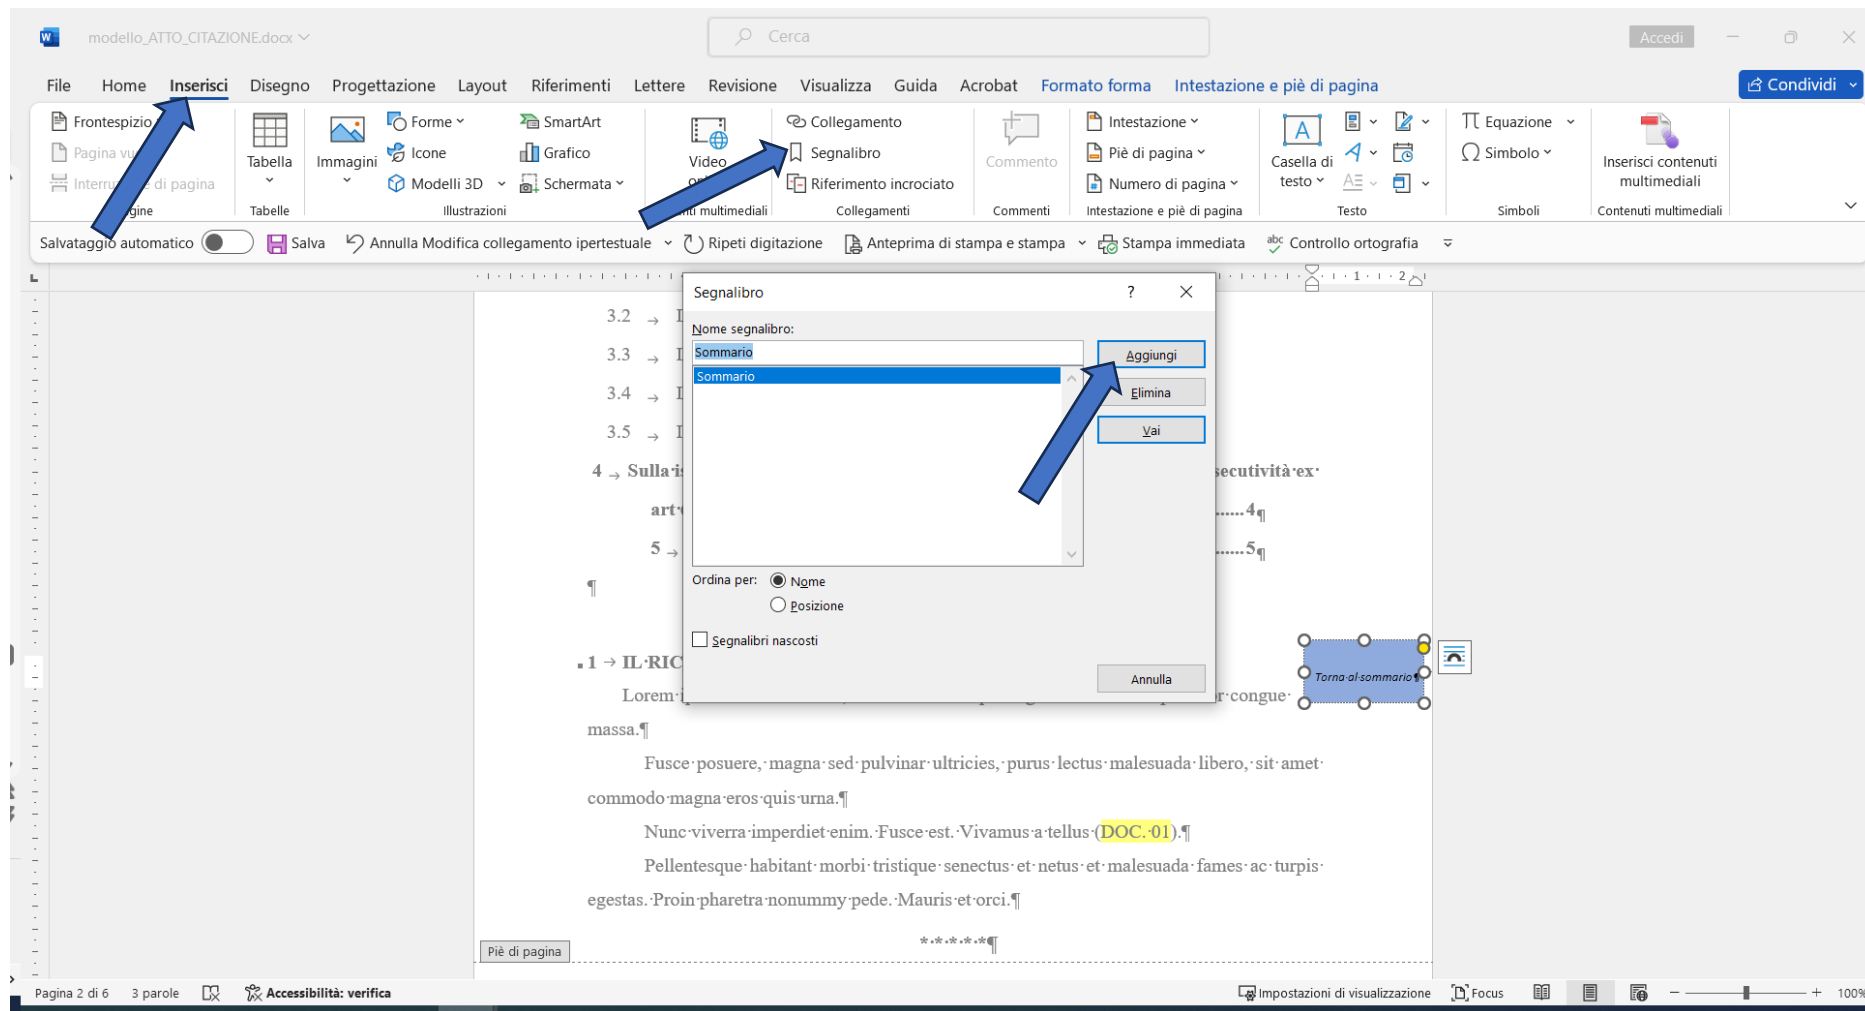 modello_ATTO_CITAZIONE.docx
Cerca
Accedi
File Home Inserisci Disegno Progettazione Layout Riferimenti Lettere Revisione Visualizza Guida Acrobat Formato forma Intestazione e piè di pagina Condividi
Frontespizio
Pagina
Interru di pagina
gine
Tabella
Tabelle
Immagini
Forme
Icone
Modelli 3D
SmartArt
Grafico
Schermata
Illustrazioni
Video
nti multimediali
Collegamento
Segnalibro
Riferimento incrociato
Collegamenti
Commento
Commenti
Intestazione
Piè di pagina
Numero di pagina
Intestazione e piè di pagina
Casella di
testo
Testo
Equazione
Simbolo
Simboli
Inserisci contenuti
multimediali
Contenuti multimediali
Salvataggio automatico Salva Annulla Modifica collegamento ipertestuale Ripeti digitazione Anteprima di stampa e stampa Stampa immediata Controllo ortografia
1 2
Segnalibro ?
Nome segnalibro:
Sommario
Sommario
Aggiungi
Elimina
Vai
Ordina per: Nome
Posizione
Segnalibri nascosti
Annulla
3.2 → I
3.3 → I
3.4 → I
3.5 → I
4 → Sulla·i secutività·ex·
art· ......4¶
5 → ......5¶
¶
1 → IL·RIC
Torna·al·sommario¶
Lorem· r·congue·
massa.¶
Fusce·posuere,·magna·sed·pulvinar·ultricies,·purus·lectus·malesuada·libero,·sit·amet·
commodo·magna·eros·quis·urna.¶
Nunc·viverra·imperdiet·enim.·Fusce·est.·Vivamus·a·tellus·(DOC.·01).¶
Pellentesque·habitant·morbi·tristique·senectus·et·netus·et·malesuada·fames·ac·turpis·
egestas.·Proin·pharetra·nonummy·pede.·Mauris·et·orci.¶
*·*·*·*·*¶
Piè di pagina
Pagina 2 di 6 3 parole Accessibilità: verifica Impostazioni di visualizzazione Focus 100%